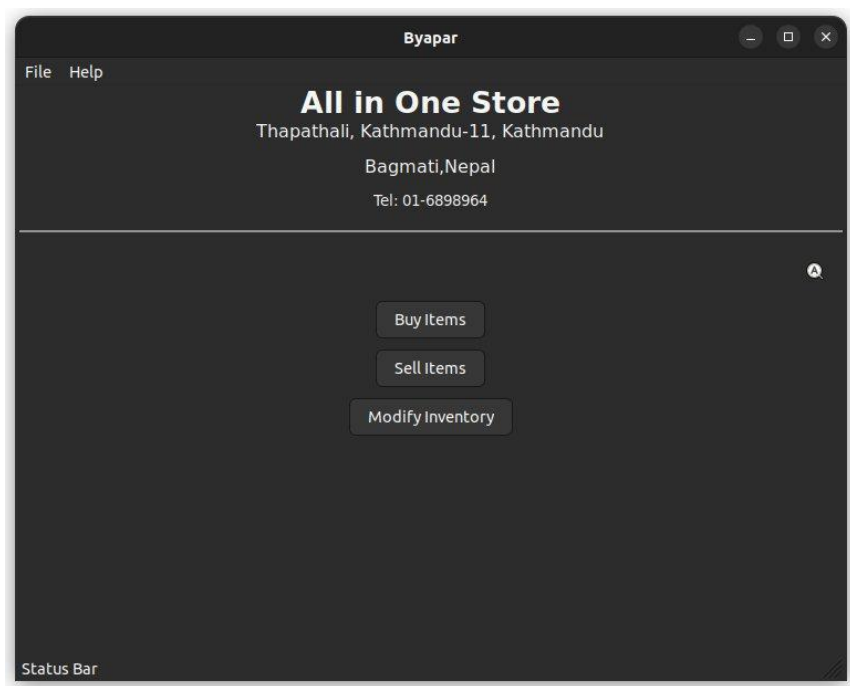 Byapar
File Help
All in One Store
Thapathali, Kathmandu-11, Kathmandu
Bagmati,Nepal
Tel: 01-6898964
A
Buy Items
Sell Items
Modify Inventory
Status Bar